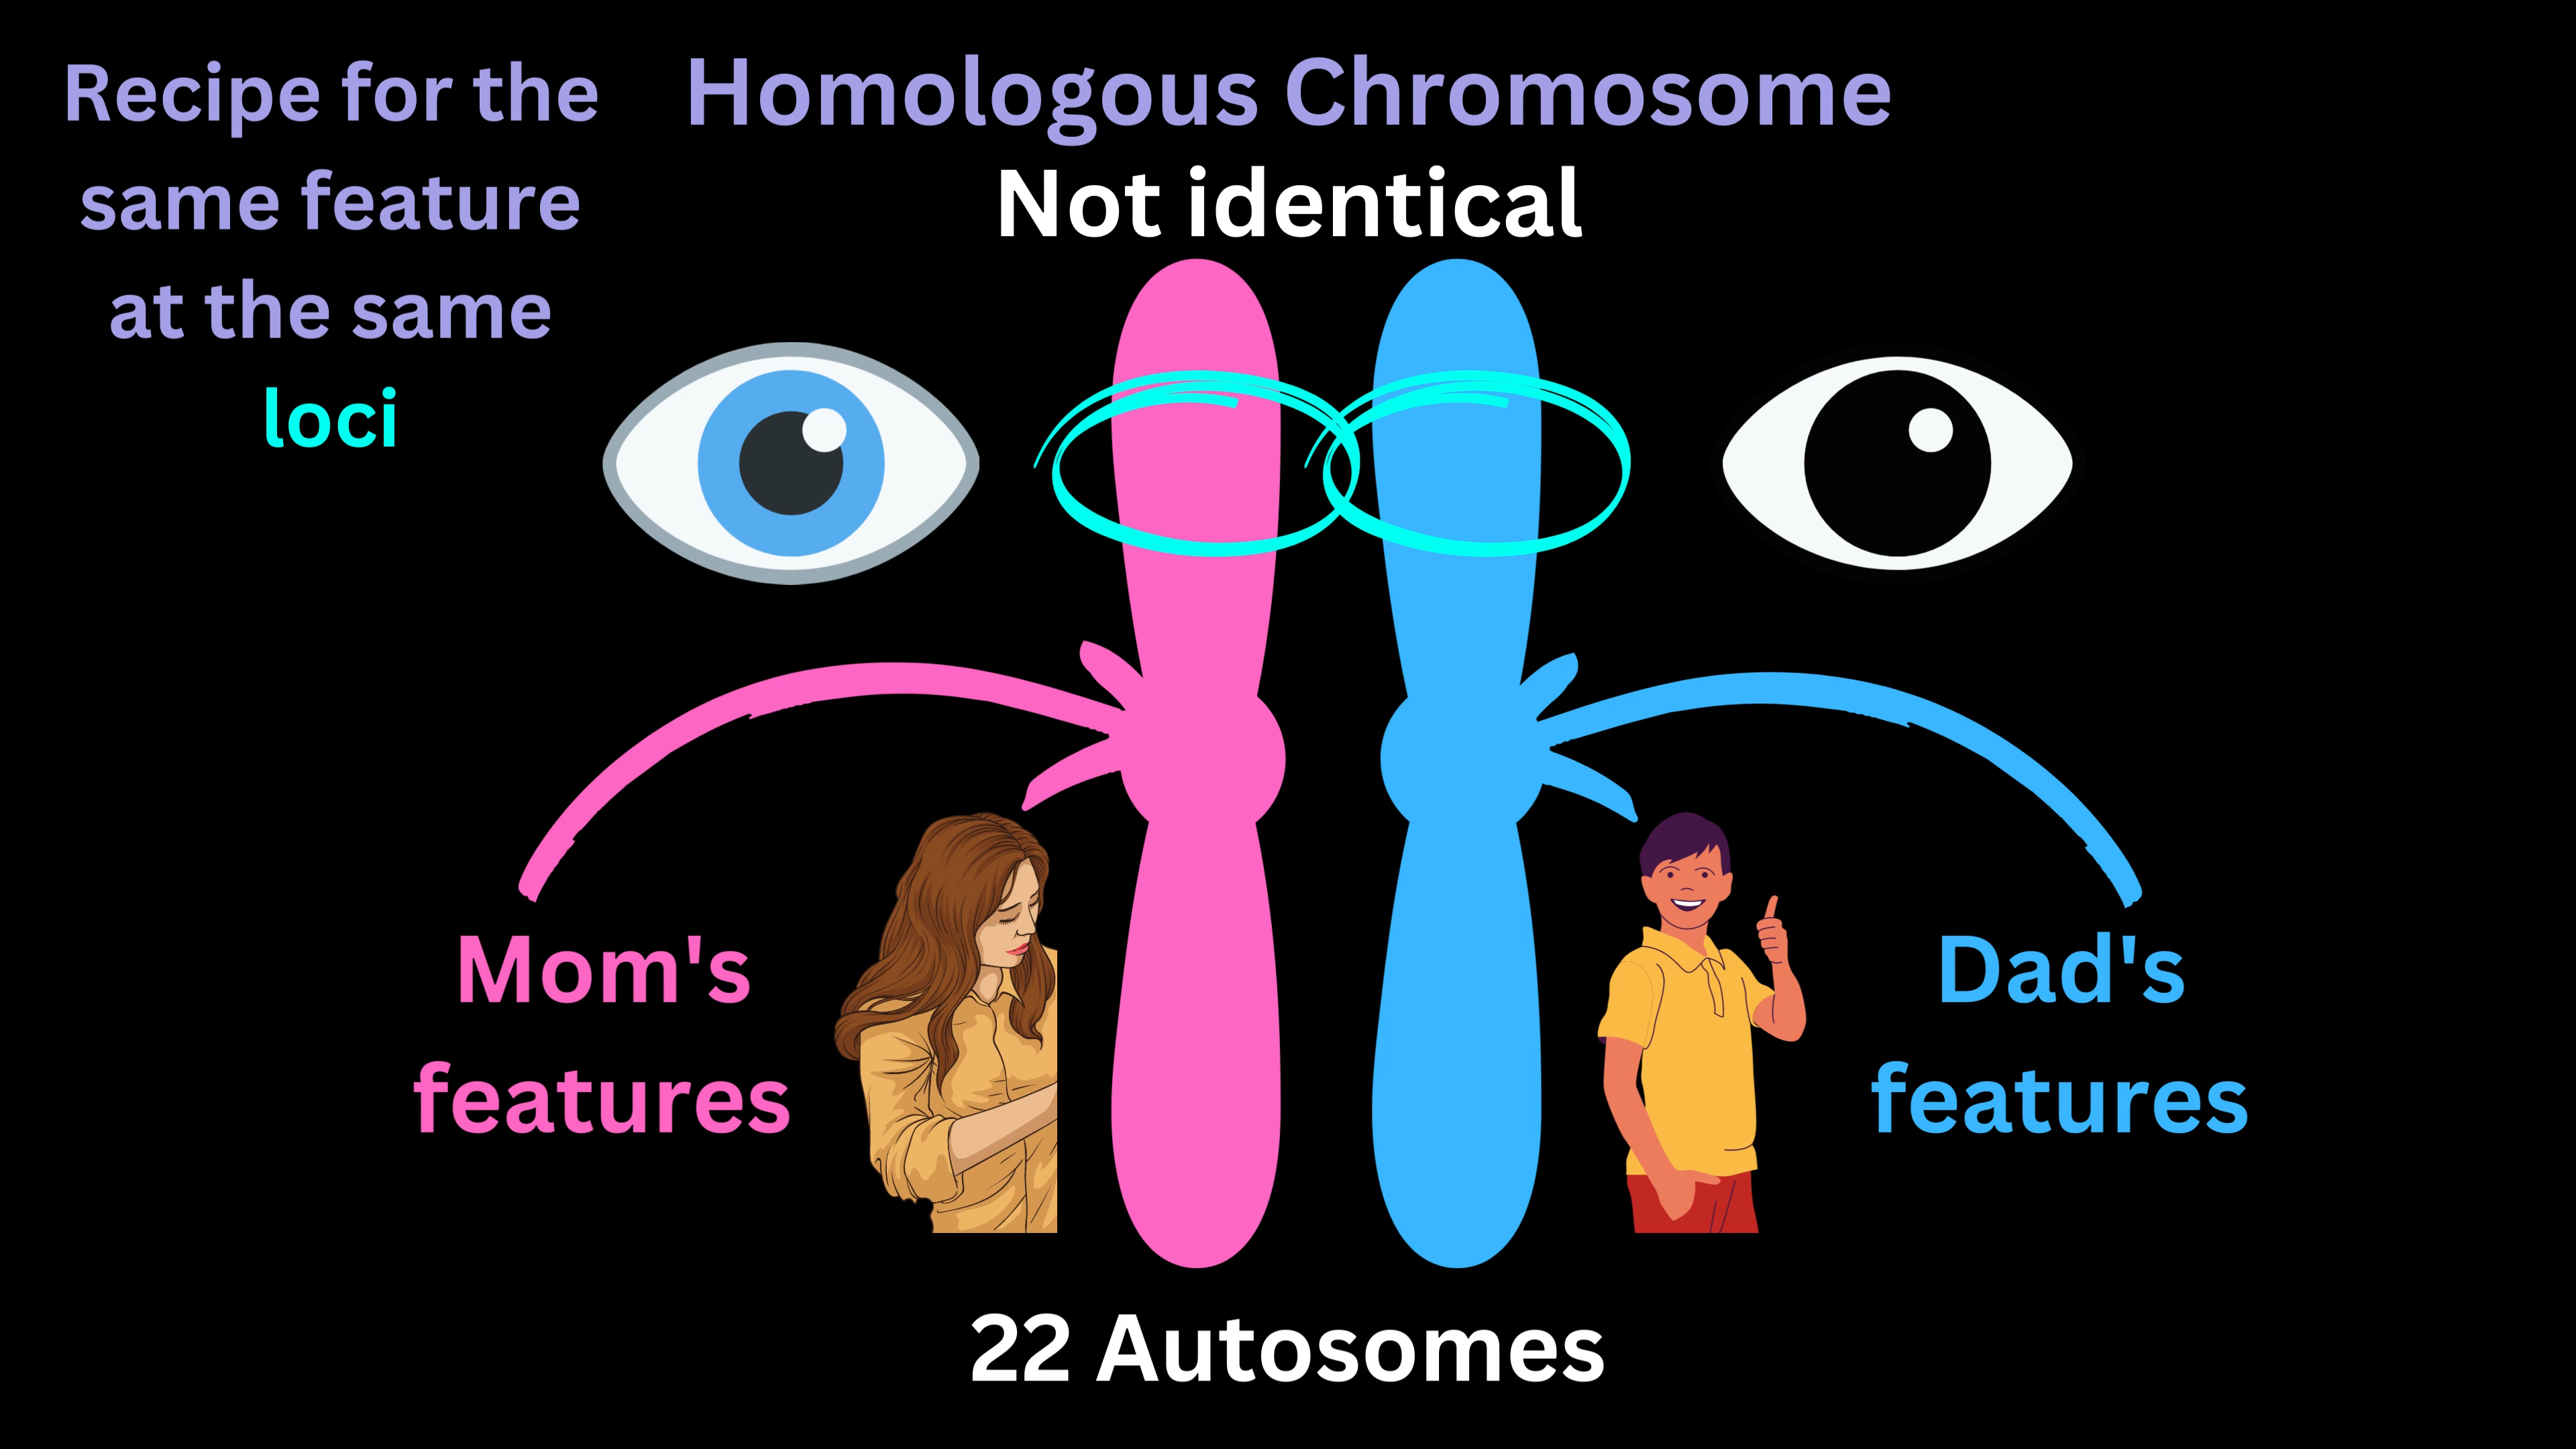 Recipe for the
same feature
at the same
loci
Homologous Chromosome
Not identical
Mom's
features
Dad's
features
22 Autosomes